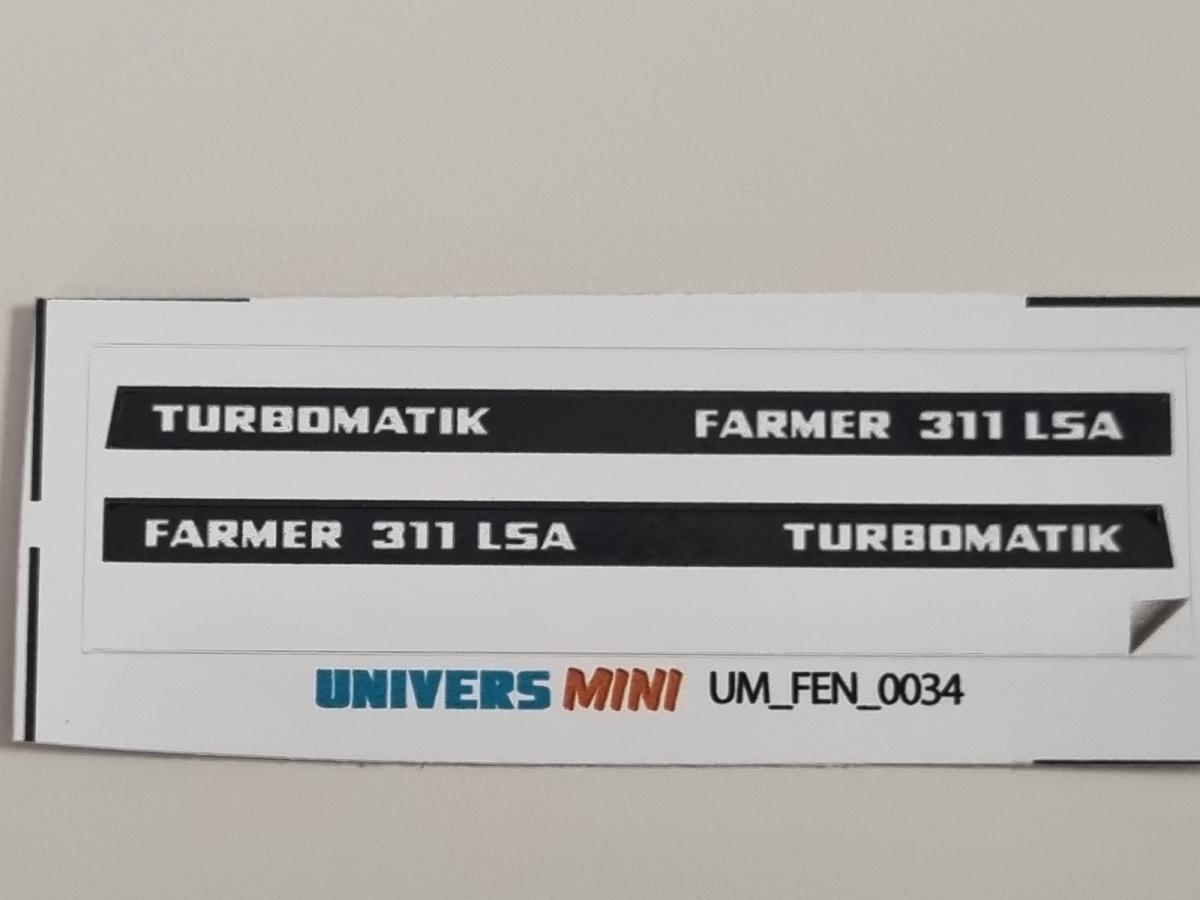 TURBOMATIK FARMER 311 LSA
FARMER 311 LSA TURBOMATIK
UNIVERS MINI UM_FEN_0034